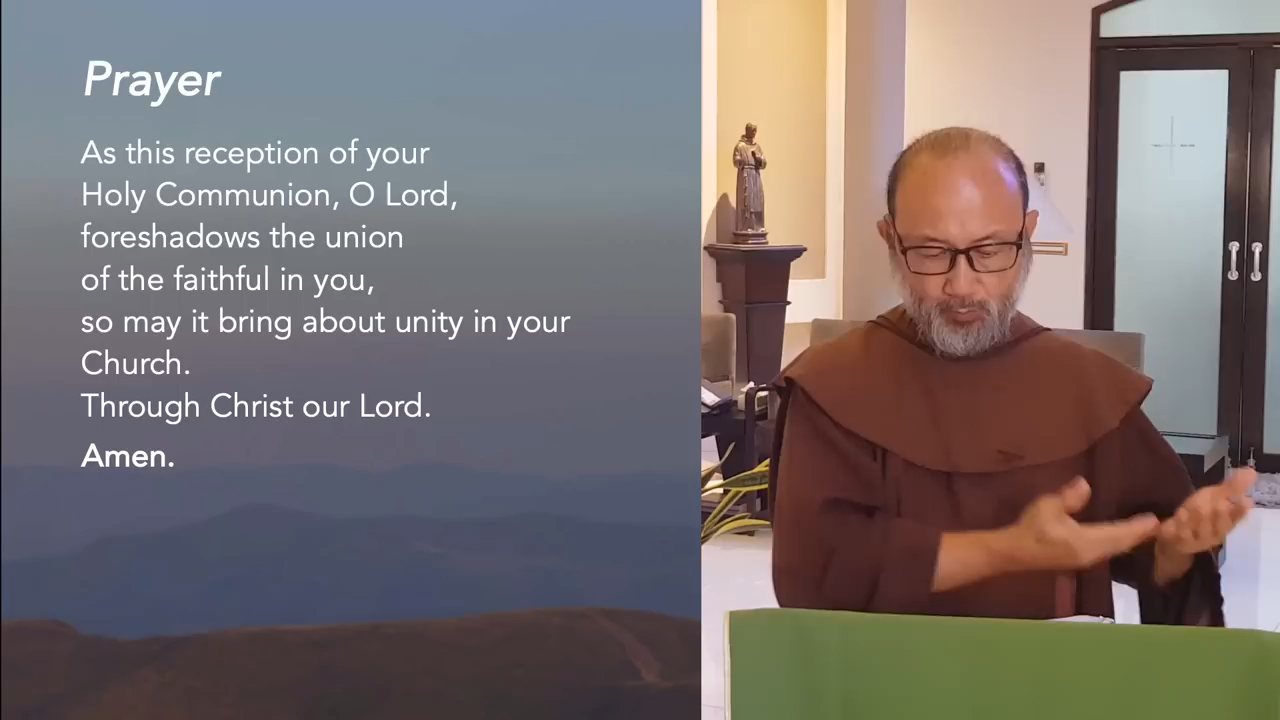 Prayer
As this reception of your
Holy Communion, O Lord,
foreshadows the union
of the faithful in you,
so may it bring about unity in your
Church.
Through Christ our Lord.
Amen.